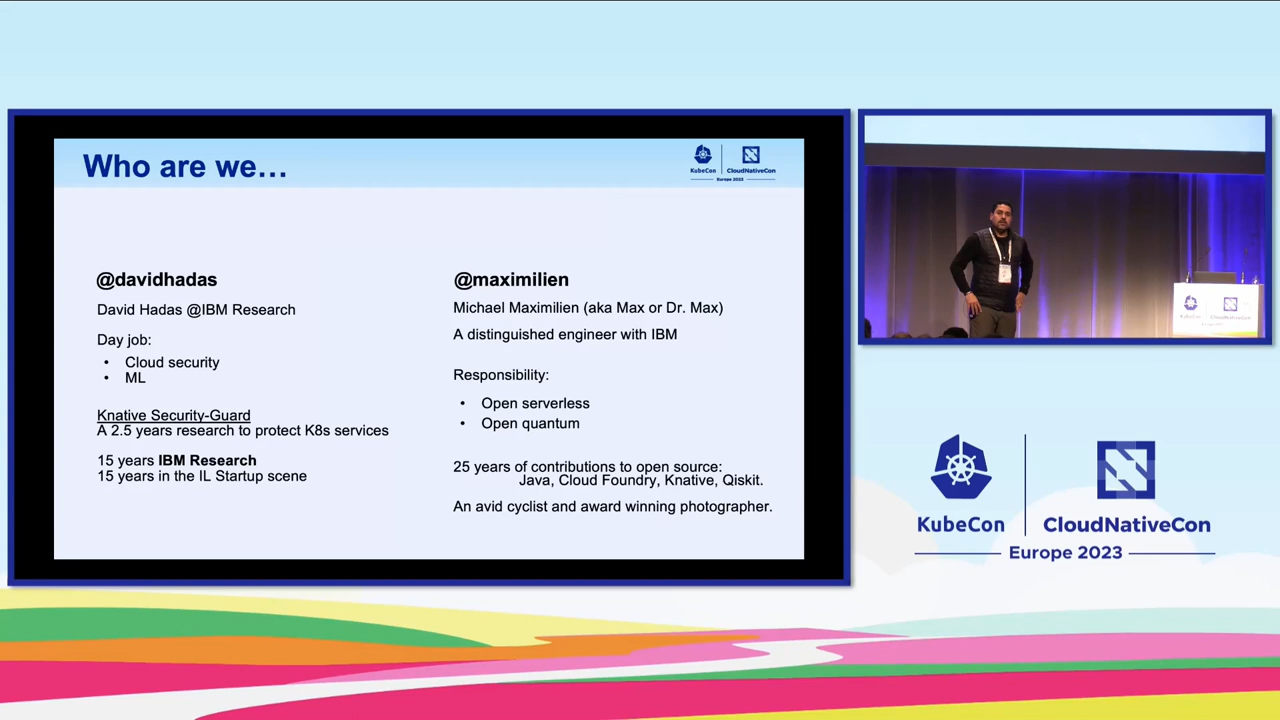 Who are we…
KubeCon
CloudNativeCon
Europe 2023
@davidhadas
David Hadas @IBM Research
Day job:
• Cloud security
• ML
Knative Security-Guard
A 2.5 years research to protect K8s services
15 years IBM Research
15 years in the IL Startup scene
@maximilien
Michael Maximilien (aka Max or Dr. Max)
A distinguished engineer with IBM
Responsibility:
• Open serverless
• Open quantum
25 years of contributions to open source:
Java, Cloud Foundry, Knative, Qiskit.
An avid cyclist and award winning photographer.
KubeCon
CloudNativeCon
KubeCon
CloudNativeCon
Europe 2023